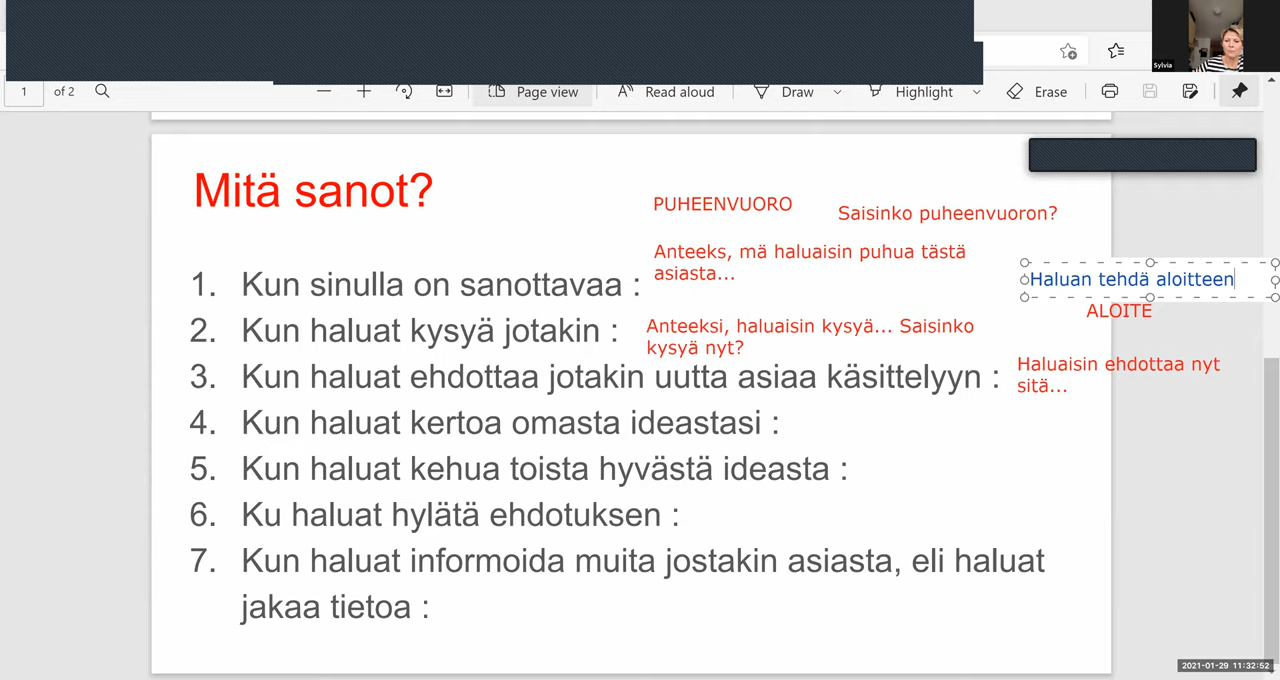 Sylvia
1
of 2
Page view
Read aloud
Draw
Highlight
Erase
Mitä sanot?
PUHEENVUORO
Saisinko puheenvuoron?
Anteeks, mä haluaisin puhua tästä
asiasta...
1. Kun sinulla on sanottavaa :
Haluan tehdä aloitteen
ALOITE
2. Kun haluat kysyä jotakin :
Anteeksi, haluaisin kysyä... Saisinko
kysyä nyt?
3. Kun haluat ehdottaa jotakin uutta asiaa käsittelyyn :
Haluaisin ehdottaa nyt
sitä...
4. Kun haluat kertoa omasta ideastasi :
5. Kun haluat kehua toista hyvästä ideasta :
6. Ku haluat hylätä ehdotuksen :
7. Kun haluat informoida muita jostakin asiasta, eli haluat
jakaa tietoa :
2021-01-29 11:32:52